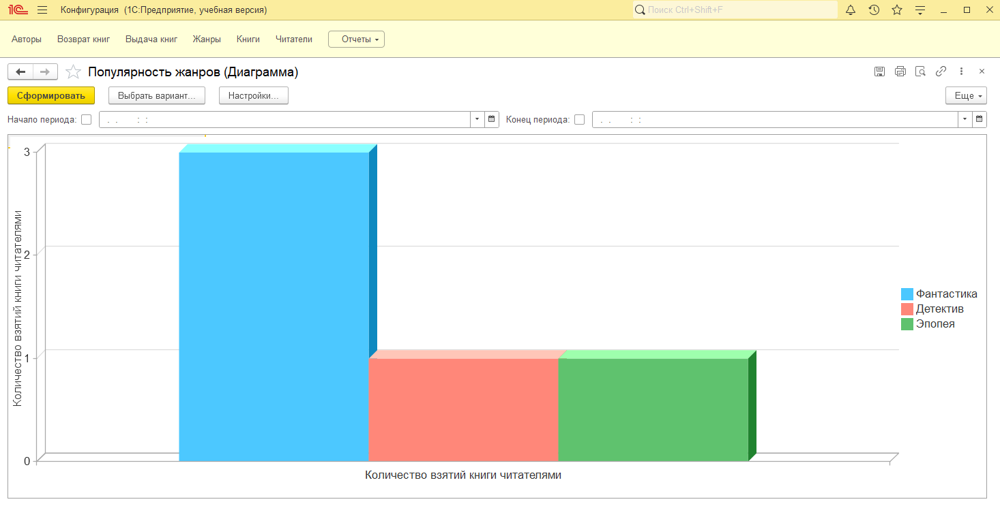 1С Конфигурация (1С:Предприятие, учебная версия) Поиск Ctrl+Shift+F
Авторы Возврат книг Выдача книг Жанры Книги Читатели Отчеты
Популярность жанров (Диаграмма)
Сформировать Выбрать вариант... Настройки... Еще
Начало периода: . . : : Конец периода: . . : :
3
2
1
0
Количество взятий книги читателями
Фантастика
Детектив
Эпопея
Количество взятий книги читателями